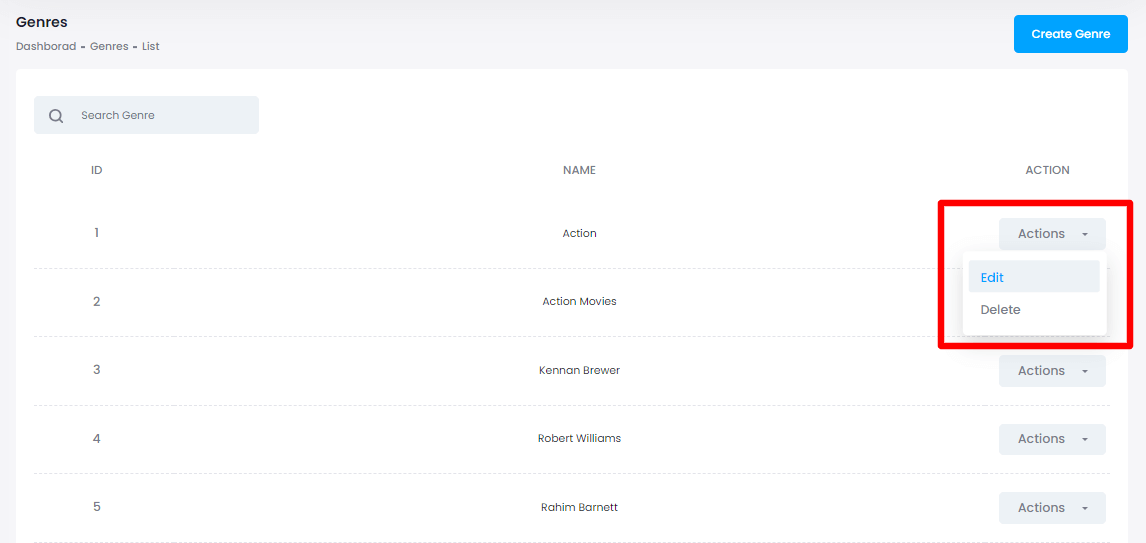 Genres
Create Genre
Dashborad - Genres - List
Search Genre
ID NAME ACTION
1 Action Actions
Edit
2 Action Movies
Delete
3 Kennan Brewer Actions
4 Robert Williams Actions
5 Rahim Barnett Actions